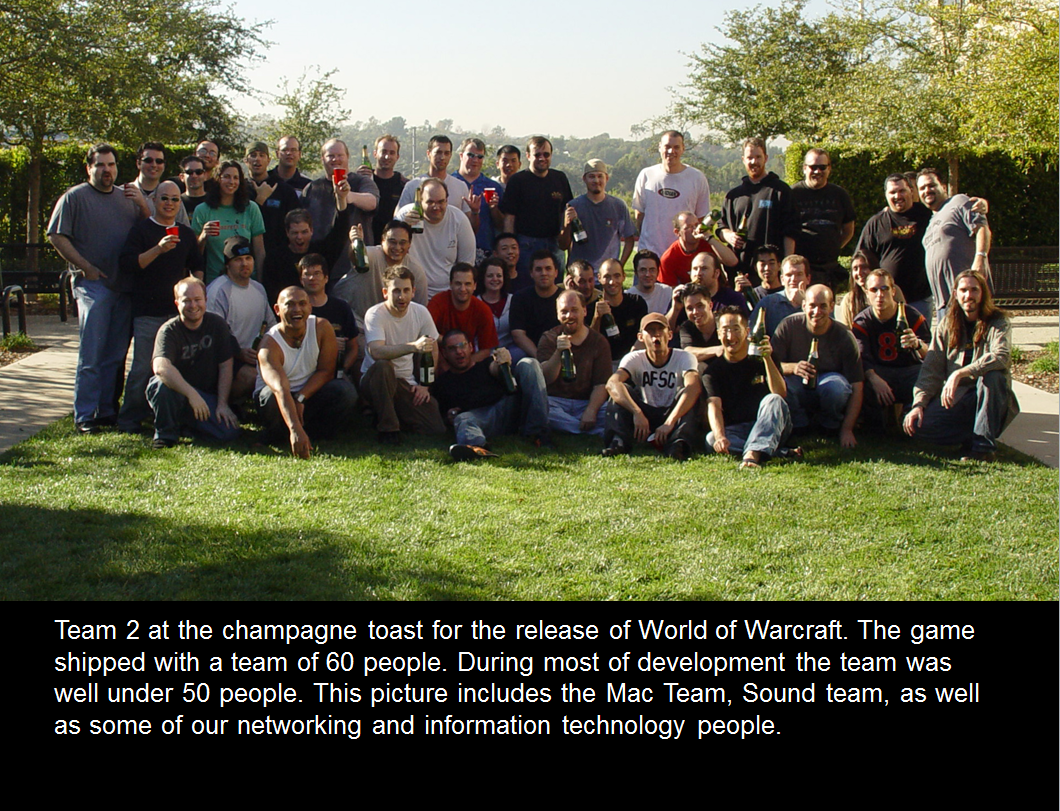 ZERO
AFSC
8
Team 2 at the champagne toast for the release of World of Warcraft. The game
shipped with a team of 60 people. During most of development the team was
well under 50 people. This picture includes the Mac Team, Sound team, as well
as some of our networking and information technology people.